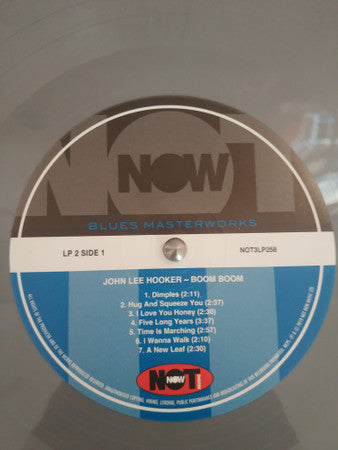 NOT
NOW
BLUES MASTERWORKS
LP 2 SIDE 1
NOT3LP258
JOHN LEE HOOKER ~ BOOM BOOM
1. Dimples (2:11)
2. Hug And Squeeze You (2:37)
3. I Love You Honey (2:30)
4. Five Long Years (3:37)
5. Time Is Marching (2:57)
6. I Wanna Walk (2:10)
7. A New Leaf (2:30)
NOT
NOW